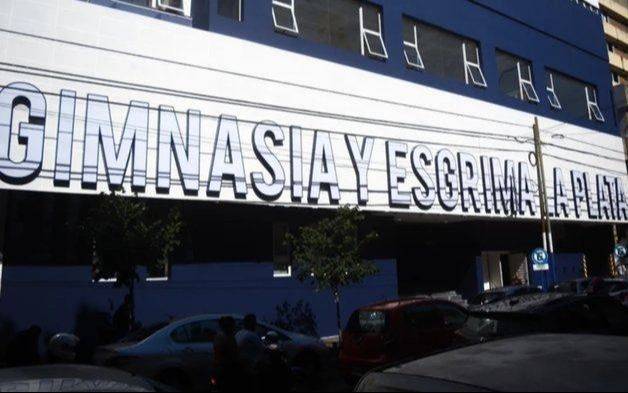 GIMNASIA Y ESGRIMA LA PLATA